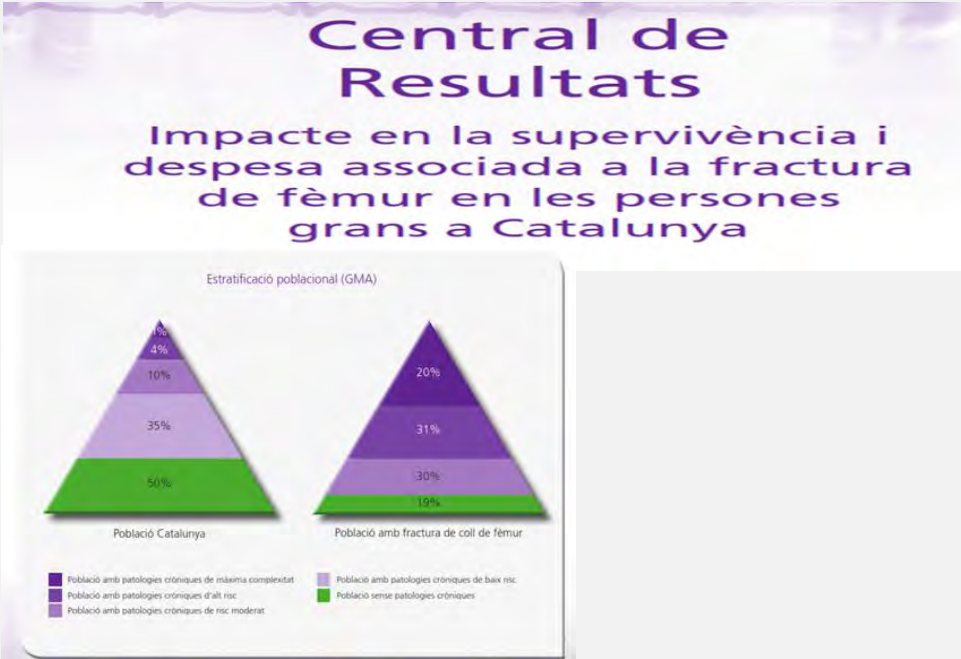 Central de
Resultats
Impacte en la supervivència i
despesa associada a la fractura
de fèmur en les persones
grans a Catalunya
Estratificació poblacional (GMA)
1%
4%
10%
35%
50%
20%
31%
30%
19%
Població Catalunya
Població amb fractura de coll de fèmur
Població amb patologies cròniques de màxima complexitat
Població amb patologies cròniques d'alt risc
Població amb patologies cròniques de risc moderat
Població amb patologies cròniques de baix risc
Població sense patologies cròniques